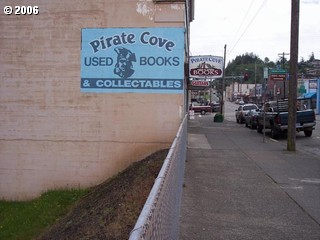 © 2006
Pirate Cove
USED BOOKS
& COLLECTABLES
PIRATE COVE
BOOKS